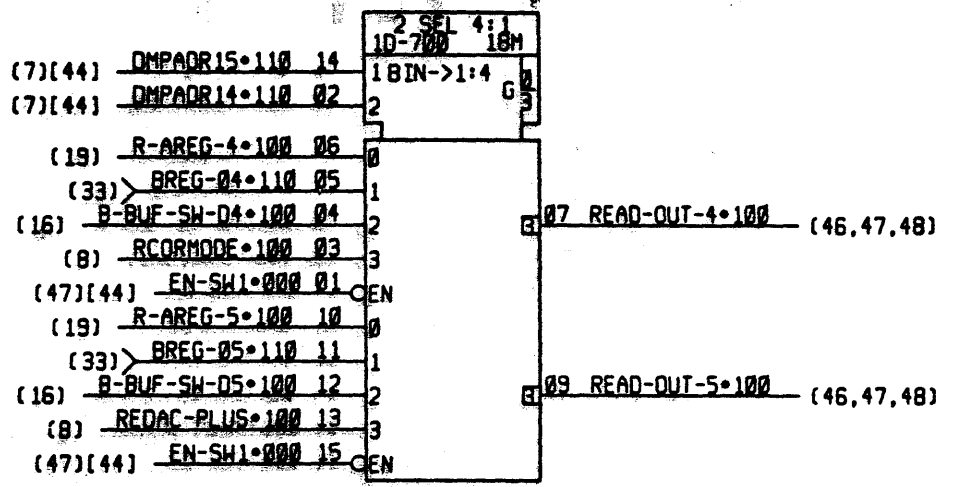 2 SEL 4:1
1D-700 18M
(7)[44] DMPADR15•110 14 1 BIN->1:4
G 0 3
(7)[44] DMPADR14•110 02 2
(19) R-AREG-4•100 06 0
(33) BREG-04•110 05 1
(16) B-BUF-SW-D4•100 04 2 3 07 READ-OUT-4•100 (46,47,48)
(8) RCORMODE•100 03 3
(47)[44] EN-SW1•000 01 EN
(19) R-AREG-5•100 10 0
(33) BREG-05•110 11 1
(16) B-BUF-SW-D5•100 12 2 3 09 READ-OUT-5•100 (46,47,48)
(8) REDAC-PLUS•100 13 3
(47)[44] EN-SW1•000 15 EN